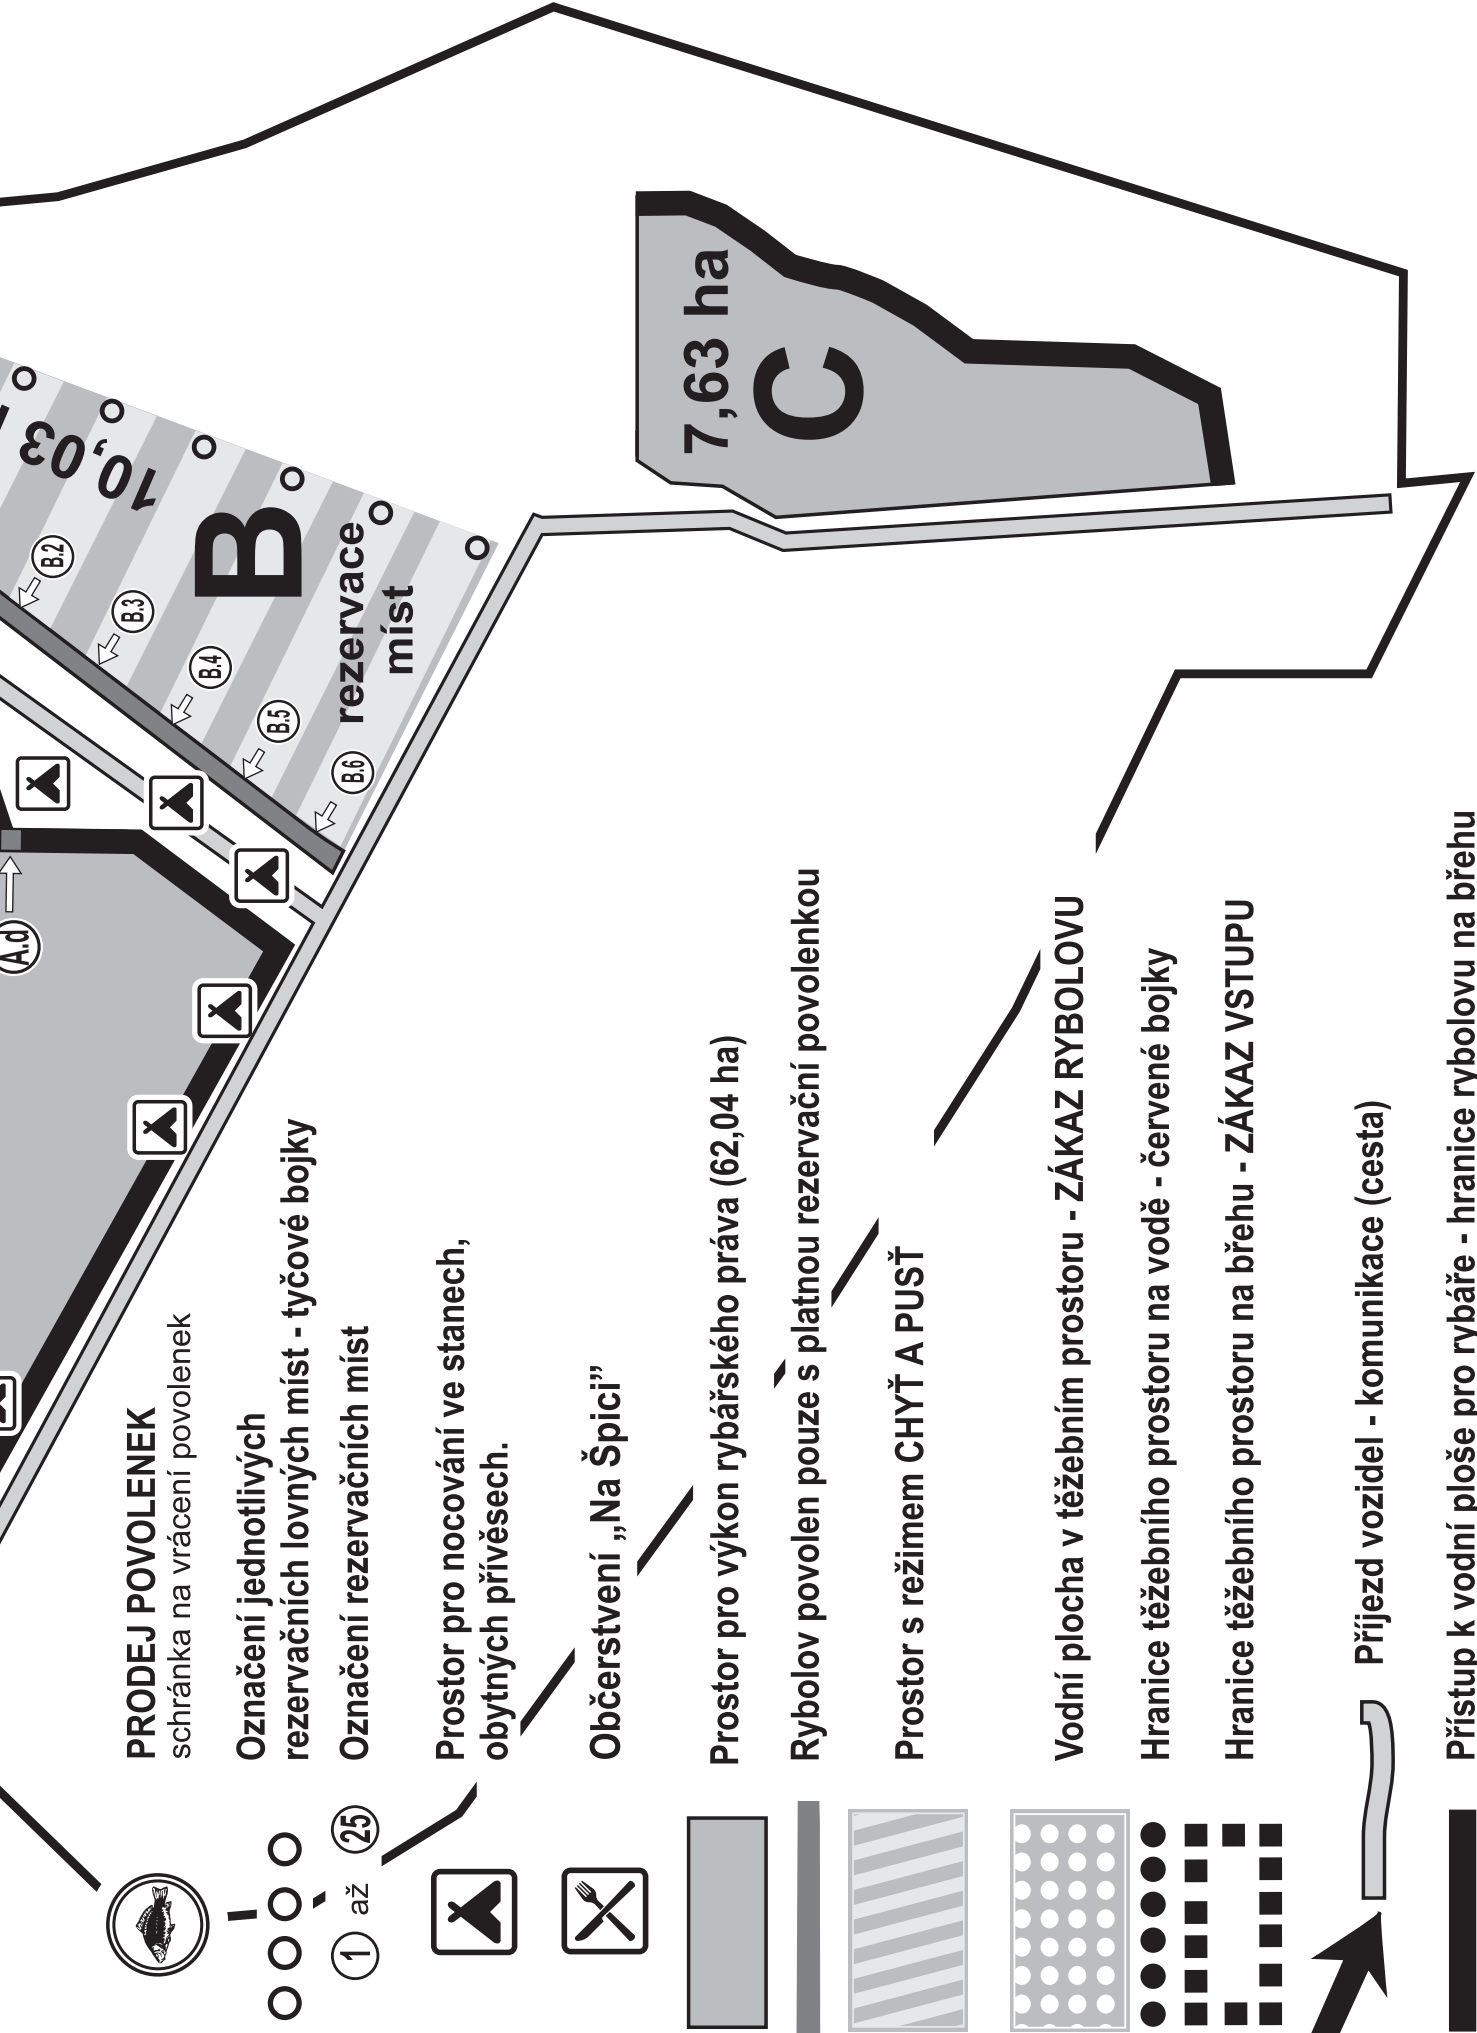 10,03
B
rezervace
míst
B.2
B.3
B.4
B.5
B.6
A.d
7,63 ha
C
PRODEJ POVOLENEK
schránka na vrácení povolenek
Označení jednotlivých
rezervačních lovných míst - tyčové bojky
1 až 25 Označení rezervačních míst
Prostor pro nocování ve stanech,
obytných přívěsech.
Občerstvení „Na Špici”
Prostor pro výkon rybářského práva (62,04 ha)
Rybolov povolen pouze s platnou rezervační povolenkou
Prostor s režimem CHYŤ A PUSŤ
Vodní plocha v těžebním prostoru - ZÁKAZ RYBOLOVU
Hranice těžebního prostoru na vodě - červené bojky
Hranice těžebního prostoru na břehu - ZÁKAZ VSTUPU
Příjezd vozidel - komunikace (cesta)
Přístup k vodní ploše pro rybáře - hranice rybolovu na břehu